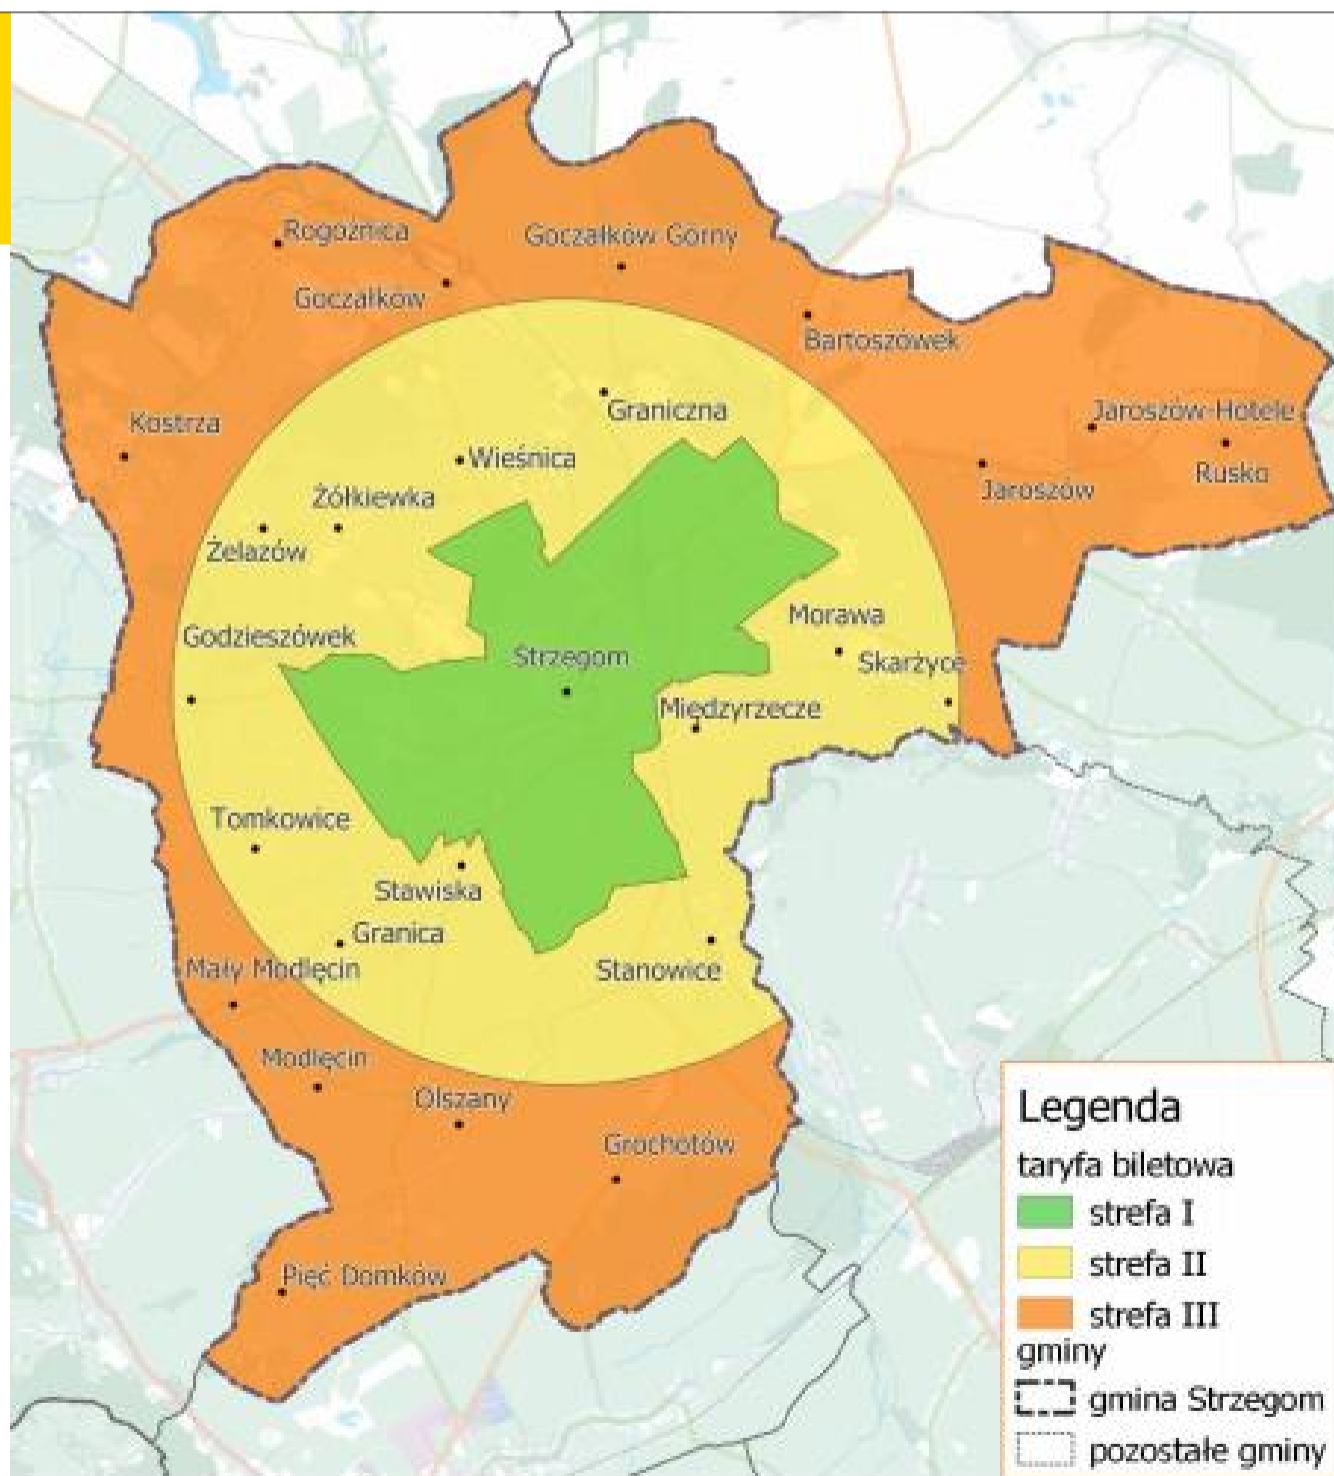 Rogoźnica
Goczałków Górny
Goczałków
Bartoszówek
Graniczna
Kostrza
Jaroszów-Hotele
Wieśnica
Rusko
Jaroszów
Żółkiewka
Żelazów
Morawa
Godzieszówek
Strzegom
Skarżyce
Międzyrzecze
Tomkowice
Stawiska
Granica
Stanowice
Mały Modlęcin
Modlęcin
Olszany
Grochotów
Pięć Domków
Legenda
taryfa biletowa
strefa I
strefa II
strefa III
gminy
gmina Strzegom
pozostałe gminy